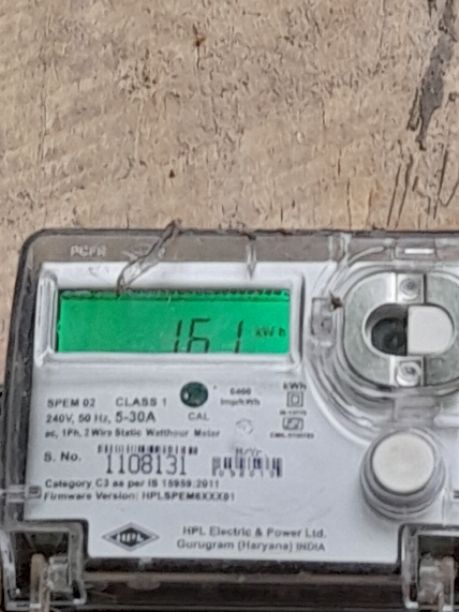 161 kWh
SPEM 02 CLASS 1 6400 kWh
240V, 50 Hz, 5-30A CAL Imp/kWh
ac, 1Ph, 2 Wire Static Watthour Meter
S. No. 1108131
Category C3 as per IS 15959:2011
Firmware Version: HPLSPEM6XXX01
HPL
HPL Electric & Power Ltd.
Gurugram (Haryana) INDIA